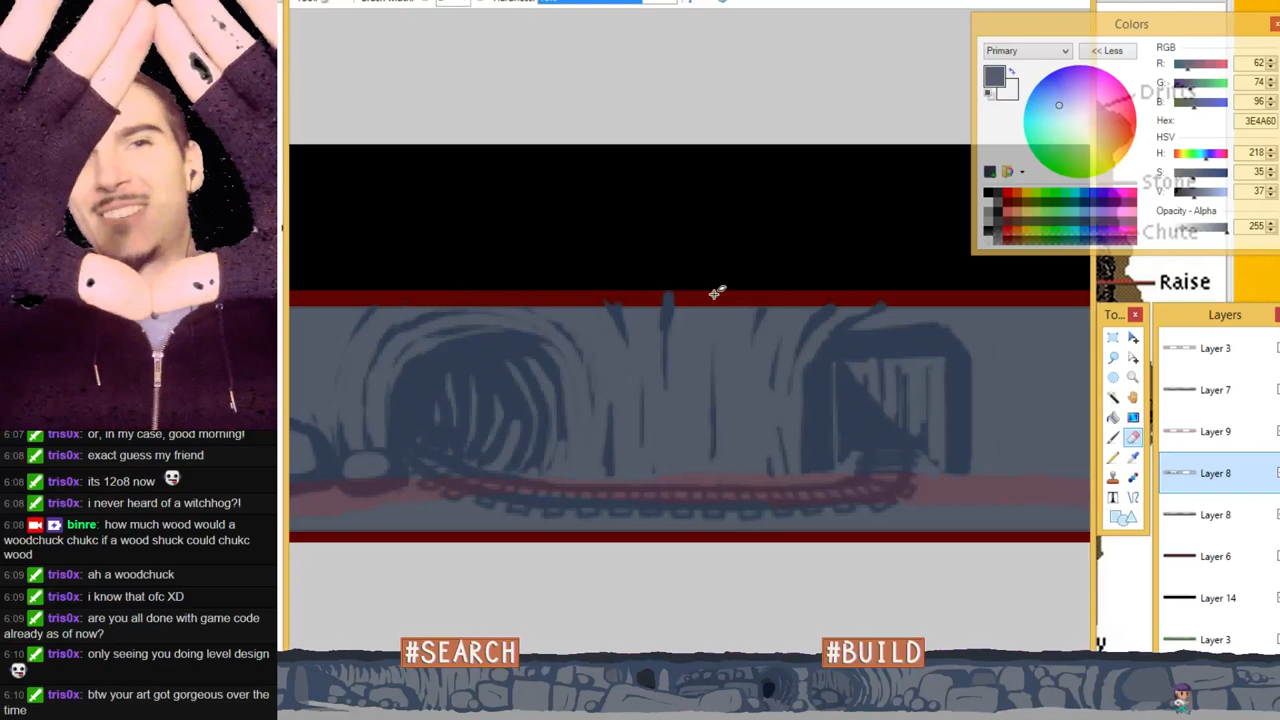 Colors
Primary
<< Less
RGB
R: 62
G: 74
B: 96
Hex: 3E4A60
HSV
H: 218
S: 35
V: 37
Opacity - Alpha
255
Drifts
Stone
Chute
Raise
To...
Layers
Layer 3
Layer 7
Layer 9
Layer 8
Layer 8
Layer 6
Layer 14
Layer 3
6:07 tris0x: or, in my case, good morning!
6:08 tris0x: exact guess my friend
6:08 tris0x: its 12o8 now
6:08 tris0x: i never heard of a witchhog?!
6:08 binre: how much wood would a
woodchuck chukc if a wood shuck could chukc
wood
6:09 tris0x: ah a woodchuck
6:09 tris0x: i know that ofc XD
6:09 tris0x: are you all done with game code
already as of now?
6:10 tris0x: only seeing you doing level design
6:10 tris0x: btw your art got gorgeous over the
time
#SEARCH
#BUILD